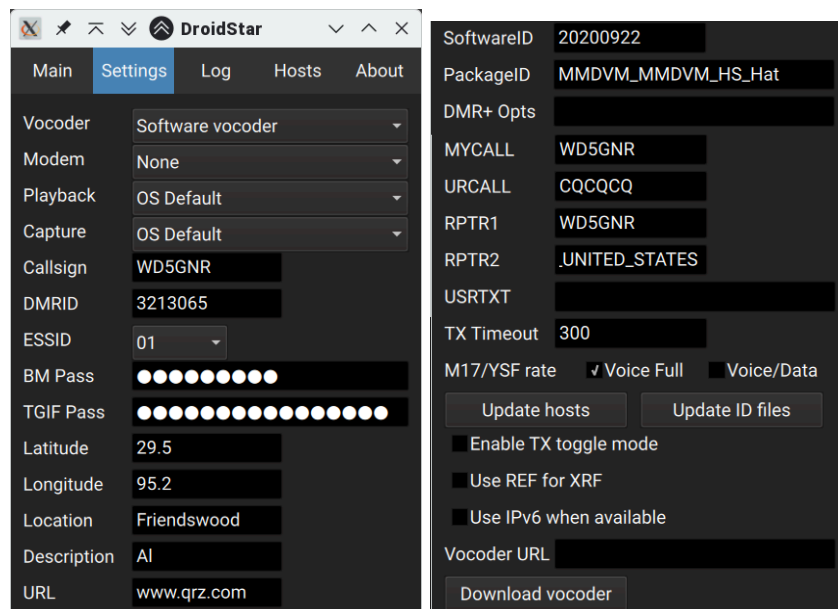 DroidStar
Main Settings Log Hosts About
Vocoder Software vocoder
Modem None
Playback OS Default
Capture OS Default
Callsign WD5GNR
DMRID 3213065
ESSID 01
BM Pass ●●●●●●●●●
TGIF Pass ●●●●●●●●●●●●●●●●
Latitude 29.5
Longitude 95.2
Location Friendswood
Description Al
URL www.qrz.com
SoftwareID 20200922
PackageID MMDVM_MMDVM_HS_Hat
DMR+ Opts
MYCALL WD5GNR
URCALL CQCQCQ
RPTR1 WD5GNR
RPTR2 _UNITED_STATES
USRTXT
TX Timeout 300
M17/YSF rate Voice Full Voice/Data
Update hosts Update ID files
Enable TX toggle mode
Use REF for XRF
Use IPv6 when available
Vocoder URL
Download vocoder